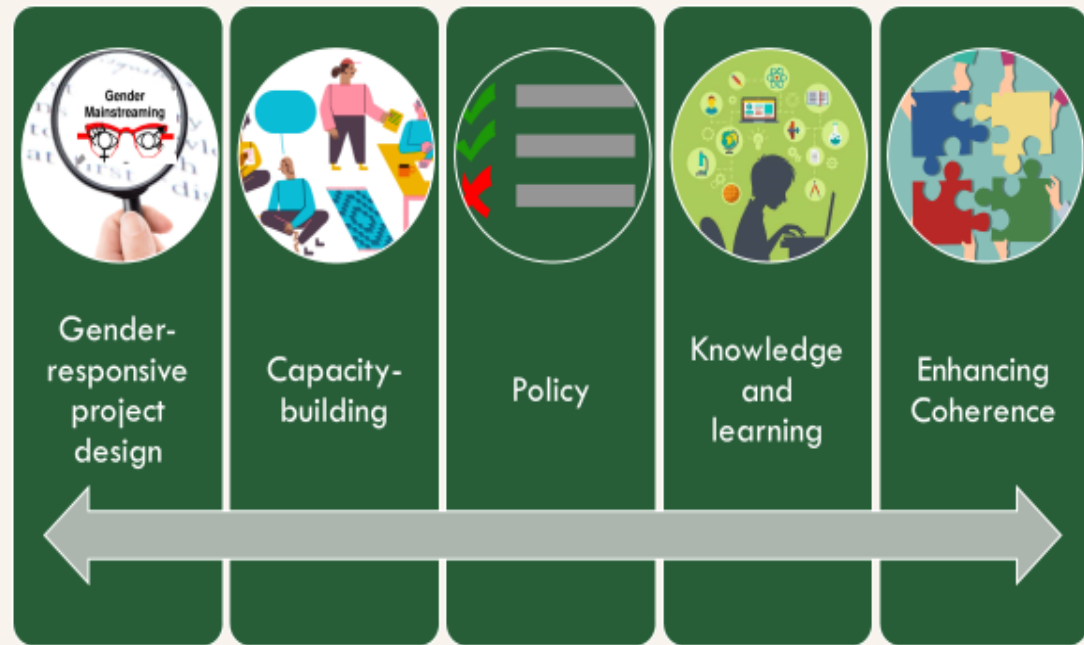 Gender
Mainstreaming
Gender-
responsive
project
design
Capacity-
building
Policy
Knowledge
and
learning
Enhancing
Coherence